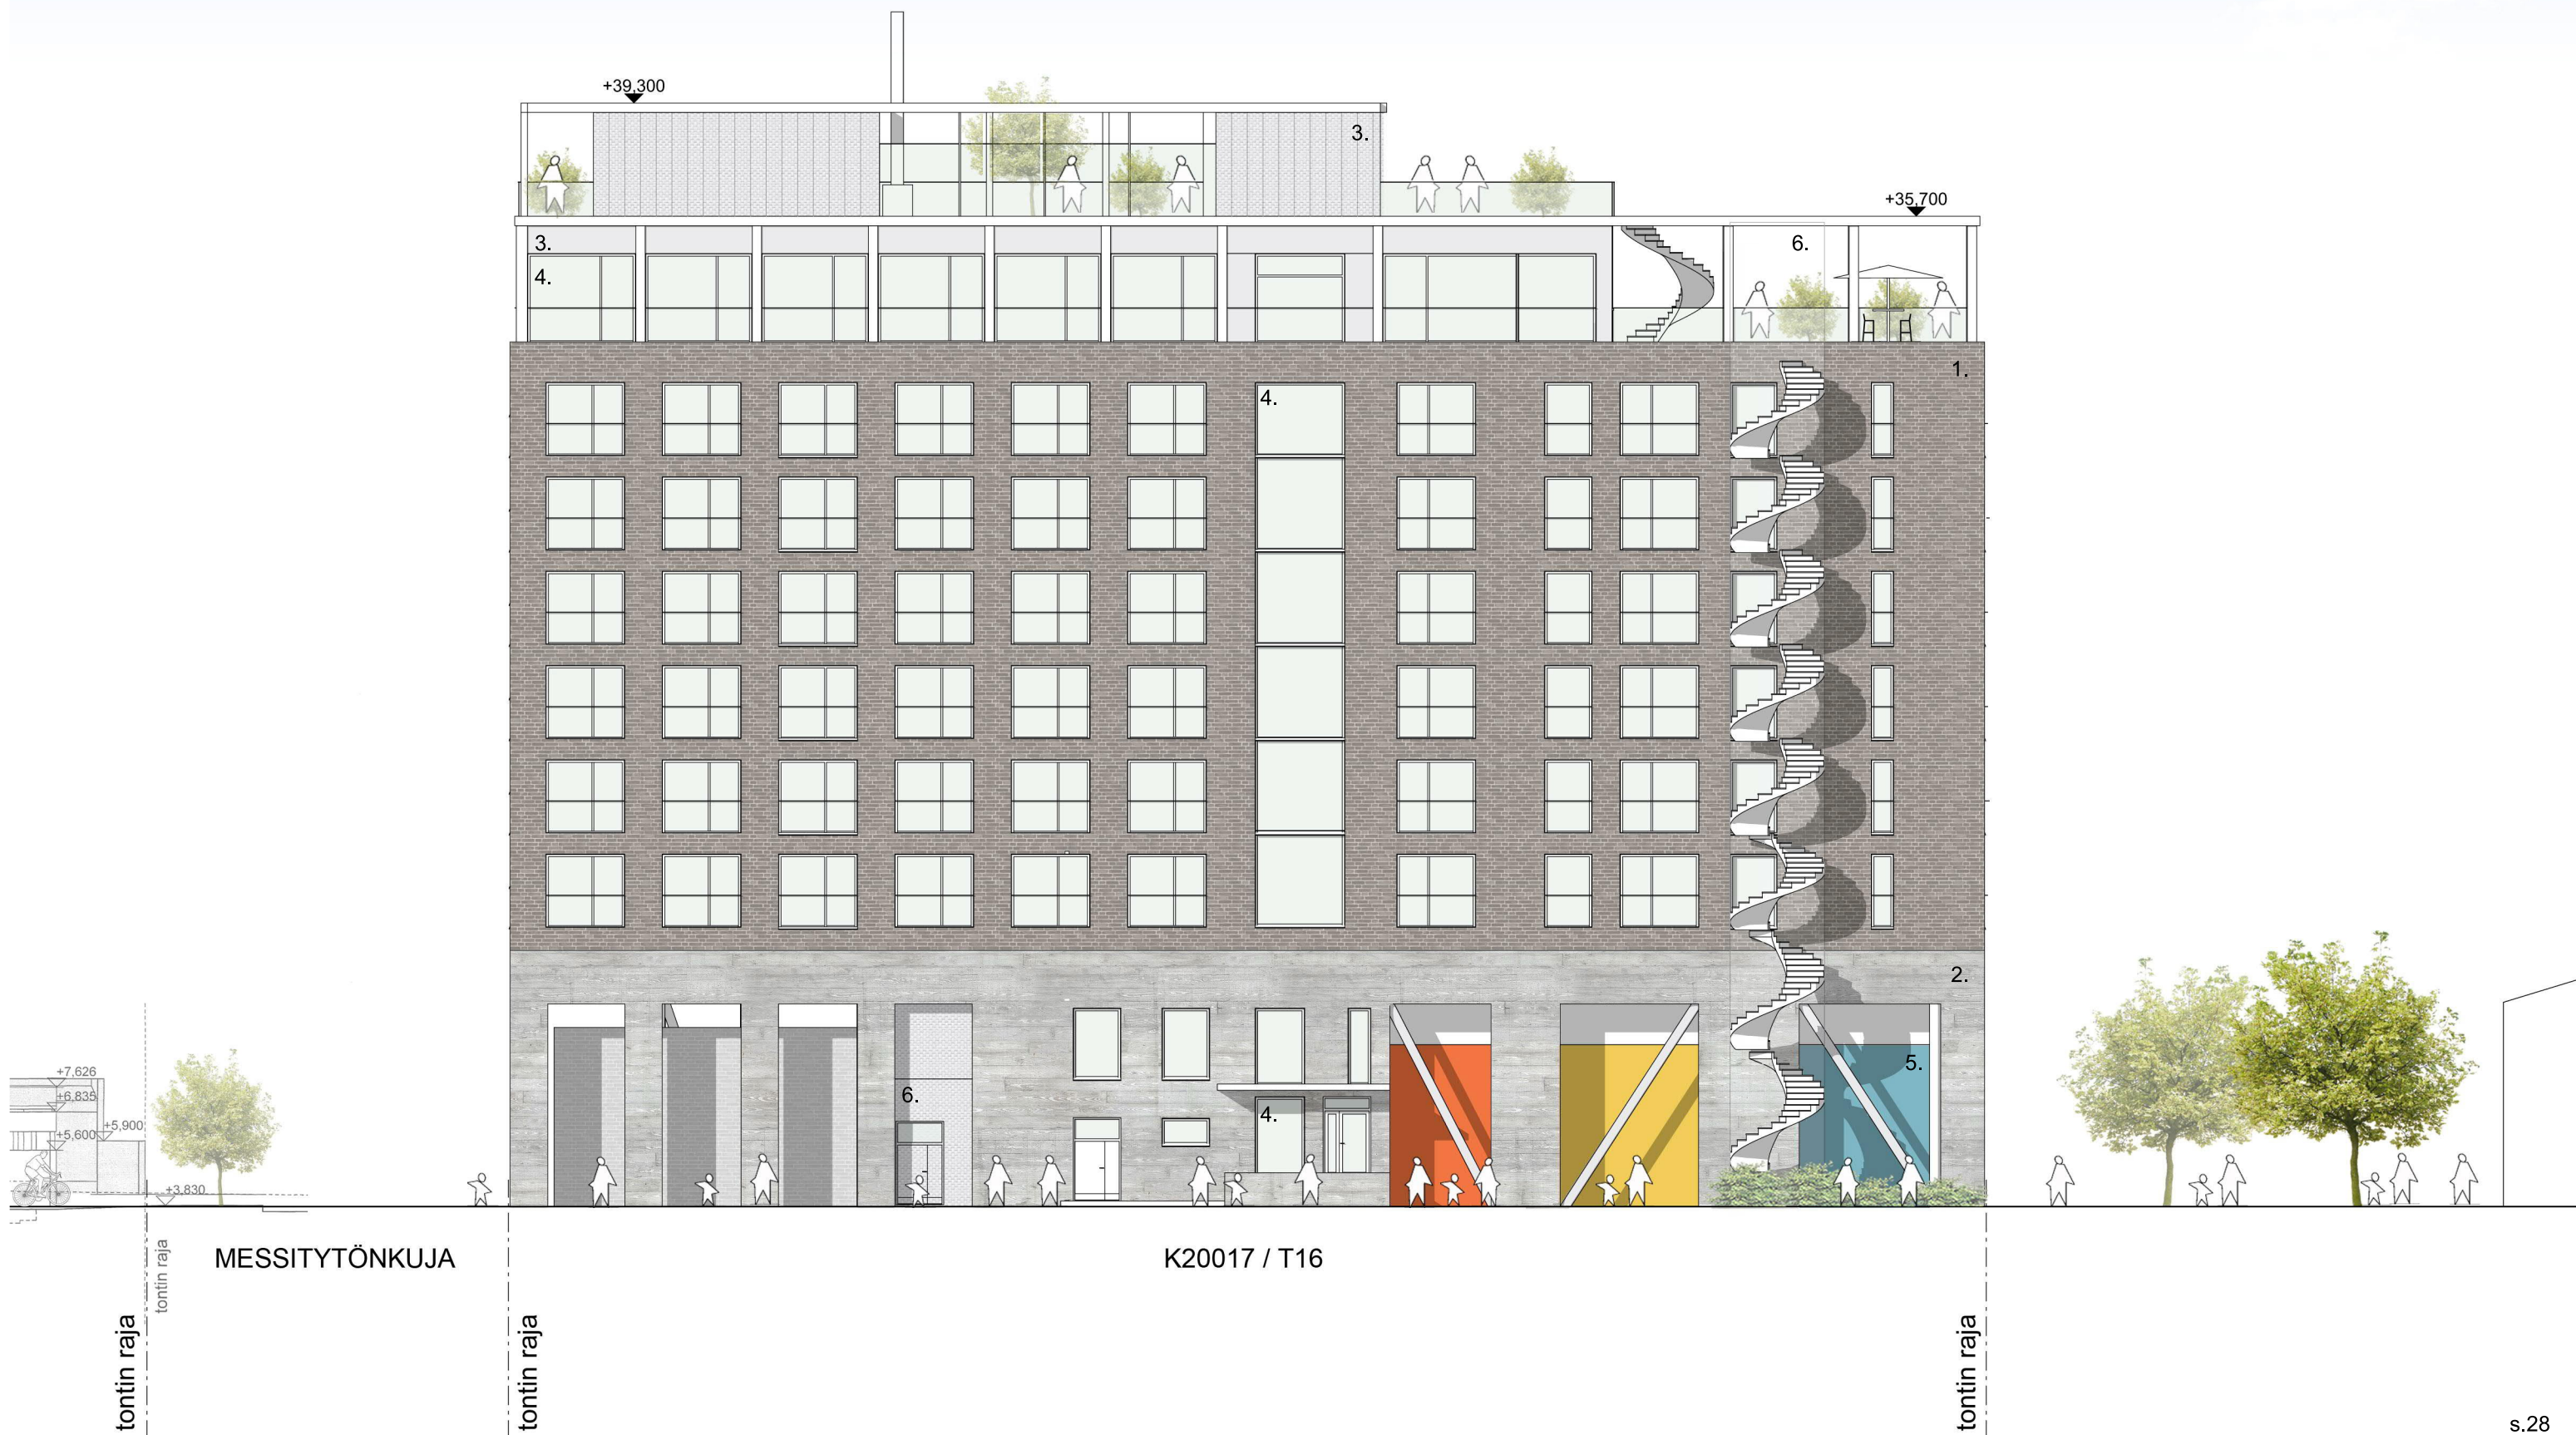 +39,300
3.
+35,700
3.
6.
4.
1.
4.
2.
6.
4.
5.
+7,626
+6,835
+5,900
+5,600
+3,830
MESSITYTÖNKUJA
K20017 / T16
tontin raja
tontin raja
tontin raja
tontin raja
s.28